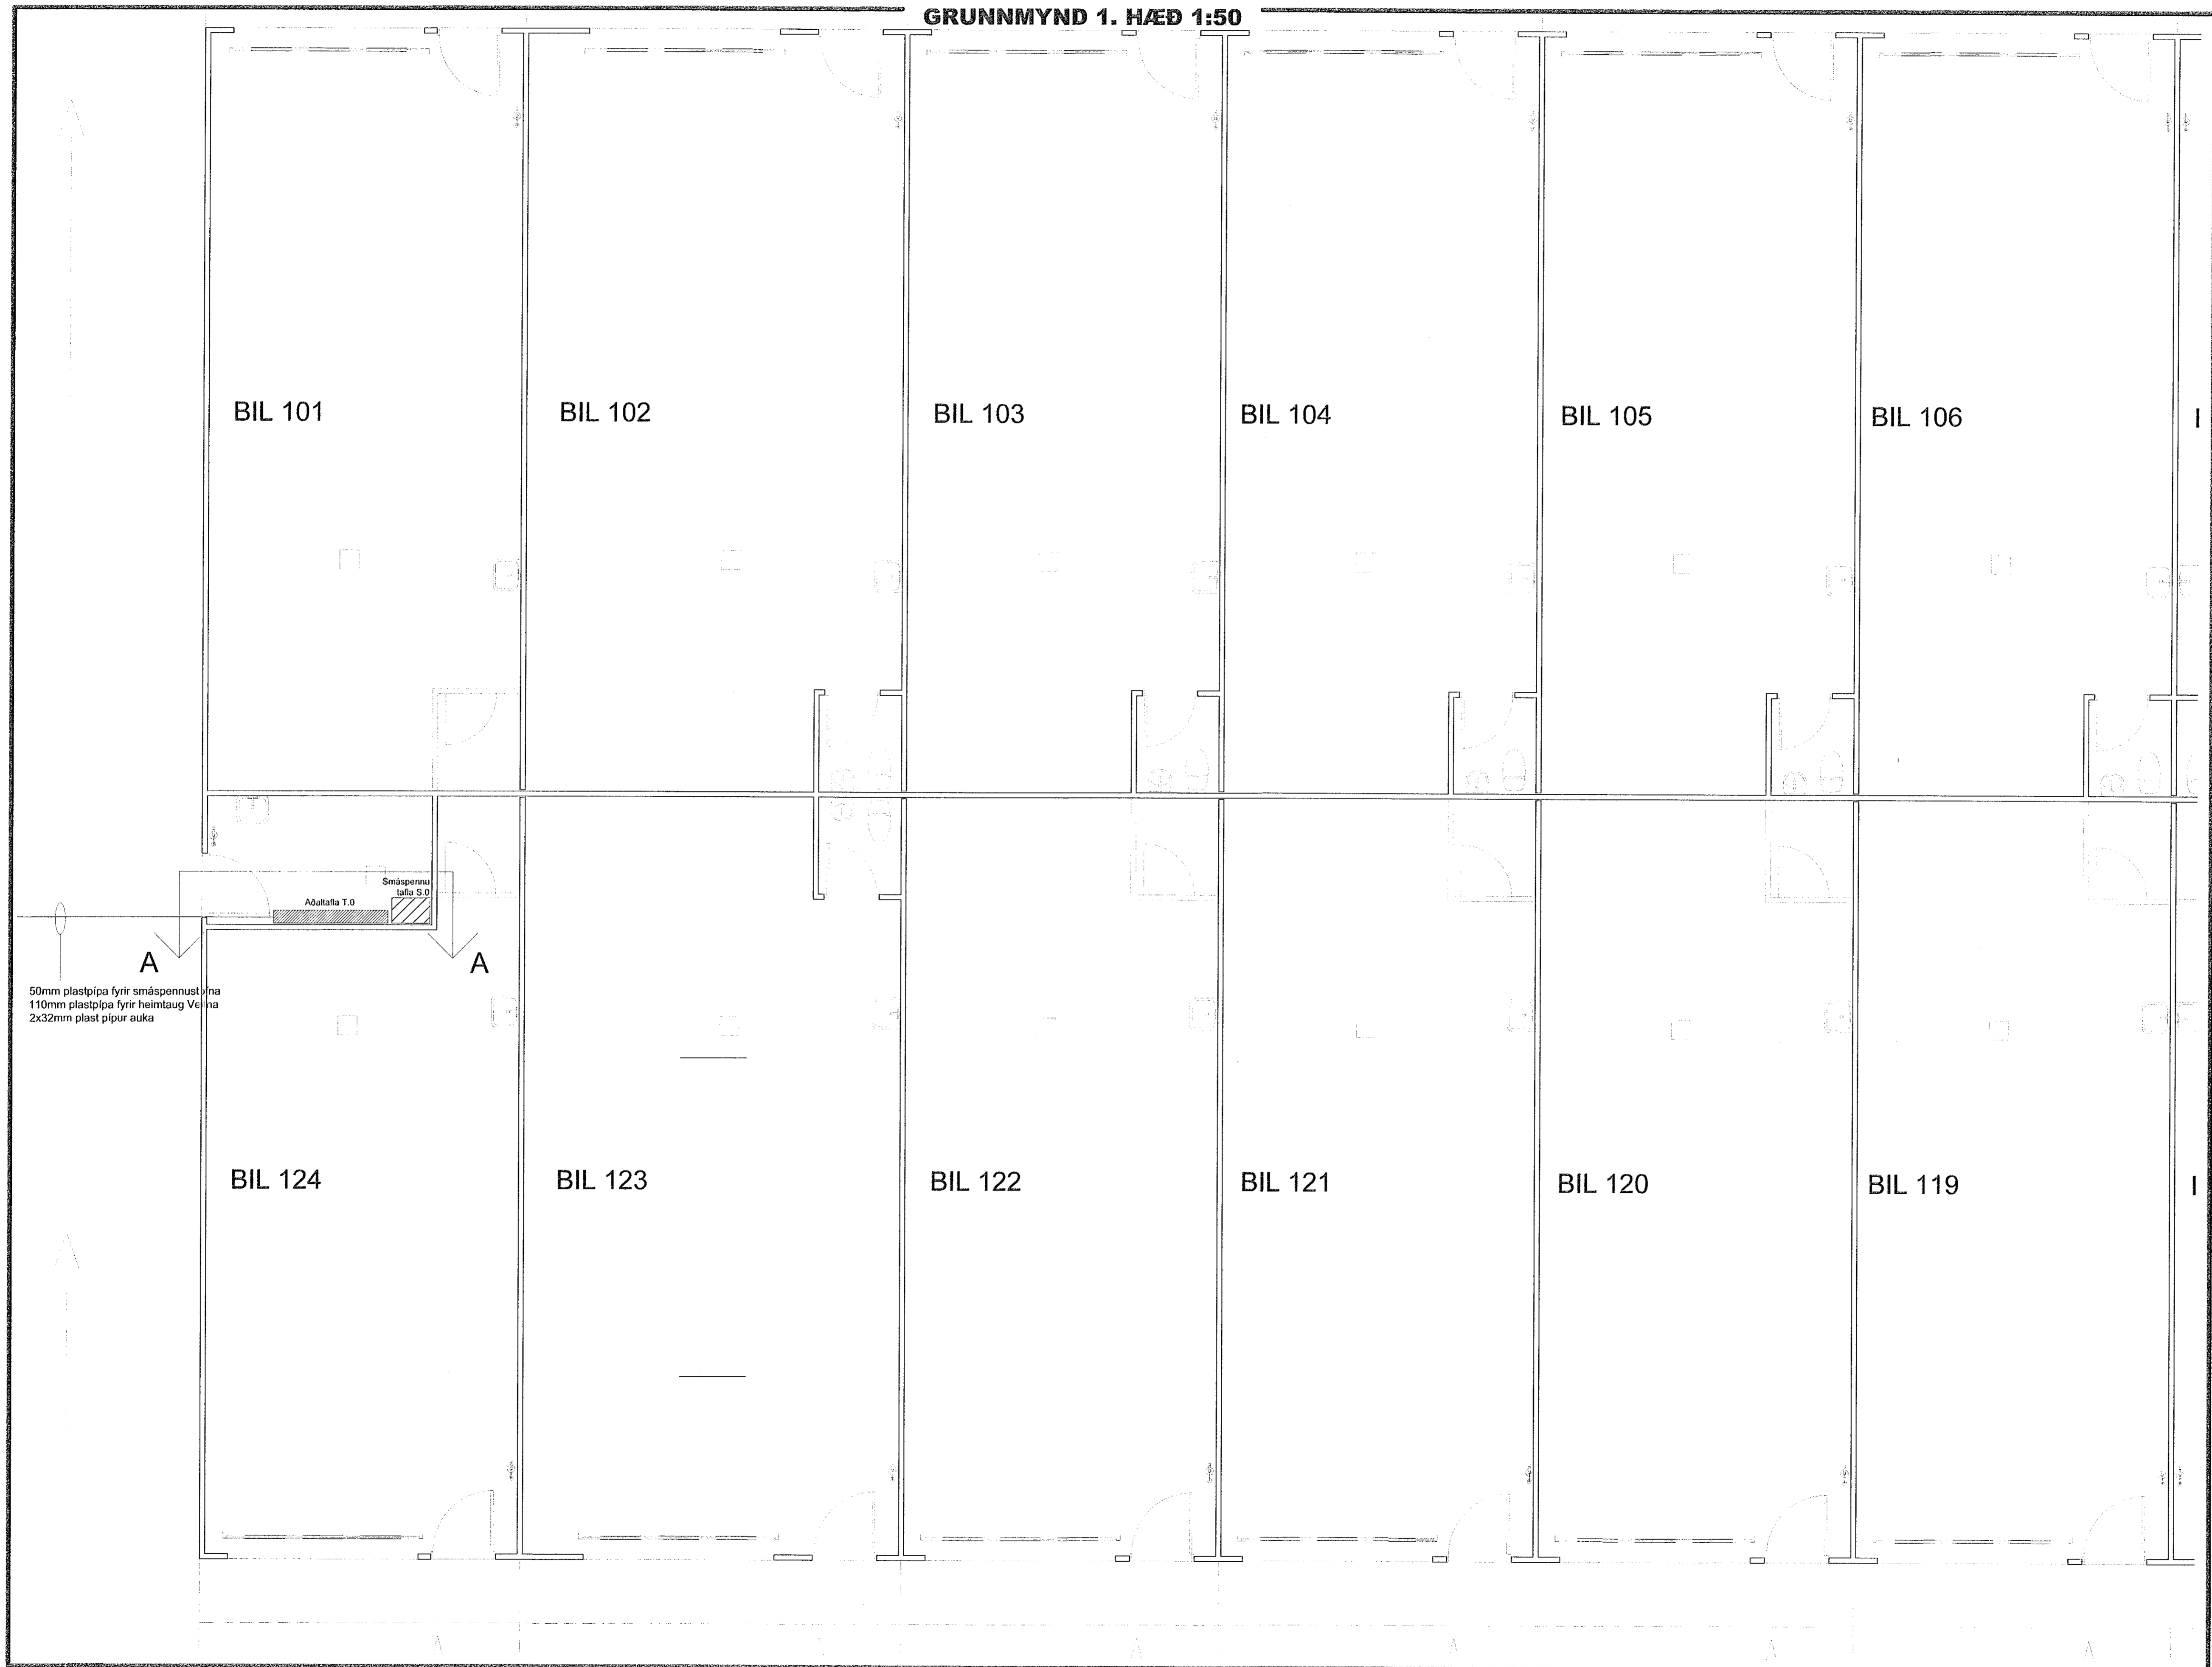 GRUNNMYND 1. HÆÐ 1:50
BIL 101
BIL 102
BIL 103
BIL 104
BIL 105
BIL 106
Smáspennu
tafla S.0
Aðaltafla T.0
A
A
50mm plastpípa fyrir
110mm plastpípa fyrir heimtaug
2x32mm plast pípur auka
BIL 124
BIL 123
BIL 122
BIL 121
BIL 120
BIL 119